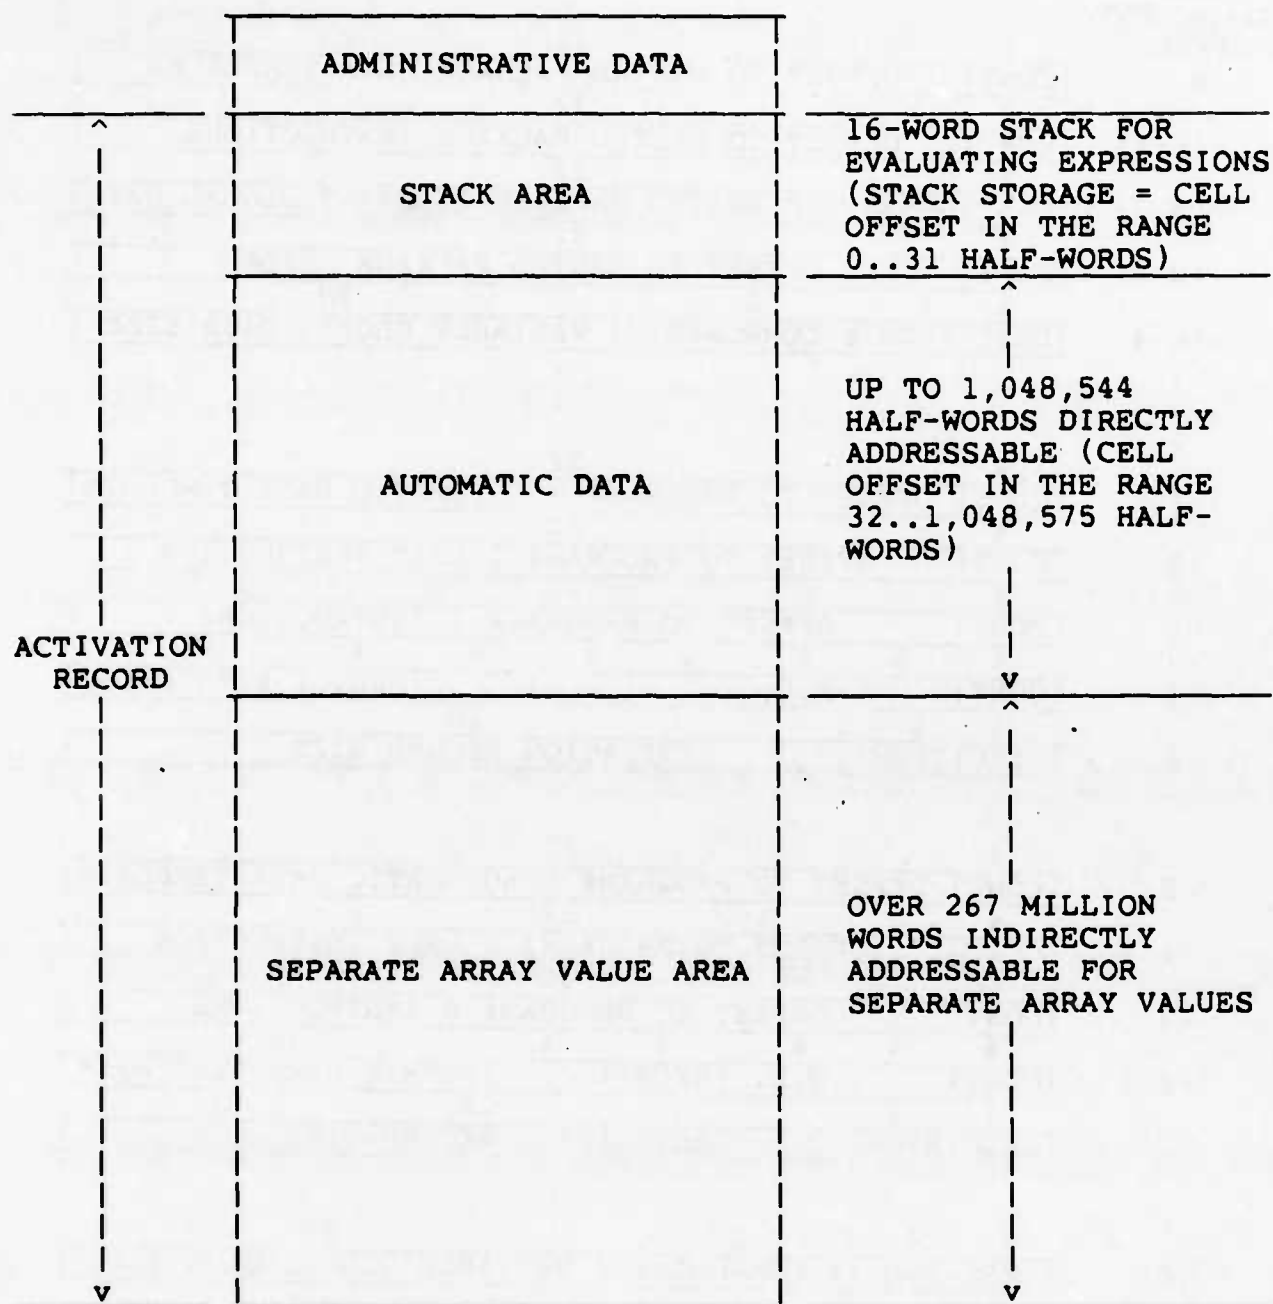 ADMINISTRATIVE DATA
16-WORD STACK FOR
EVALUATING EXPRESSIONS
(STACK STORAGE = CELL
OFFSET IN THE RANGE
0..31 HALF-WORDS)
STACK AREA
UP TO 1,048,544
HALF-WORDS DIRECTLY
ADDRESSABLE (CELL
OFFSET IN THE RANGE
32..1,048,575 HALF-
WORDS)
AUTOMATIC DATA
ACTIVATION
RECORD
OVER 267 MILLION
WORDS INDIRECTLY
ADDRESSABLE FOR
SEPARATE ARRAY VALUES
SEPARATE ARRAY VALUE AREA